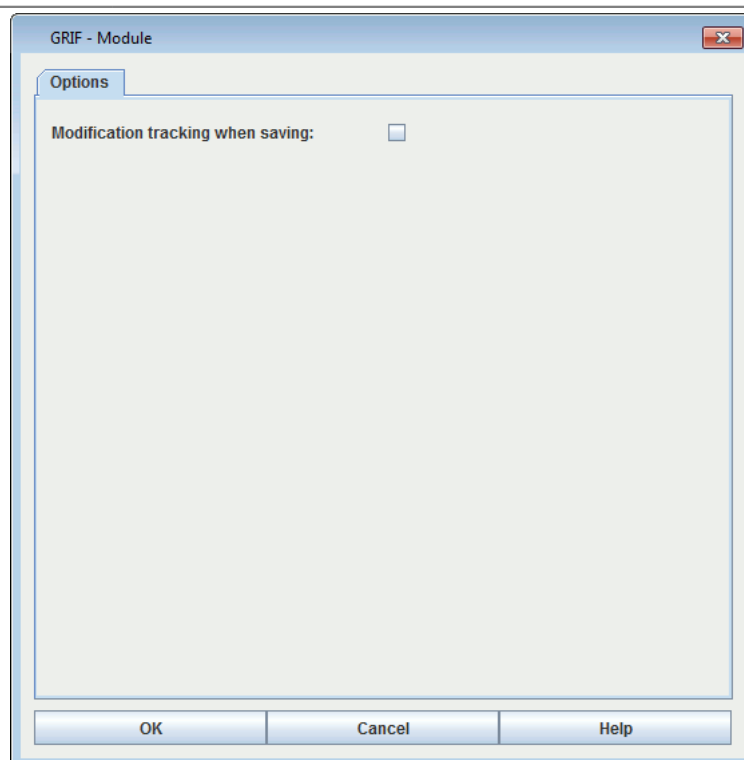 GRIF - Module
Options
Modification tracking when saving:
OK Cancel Help